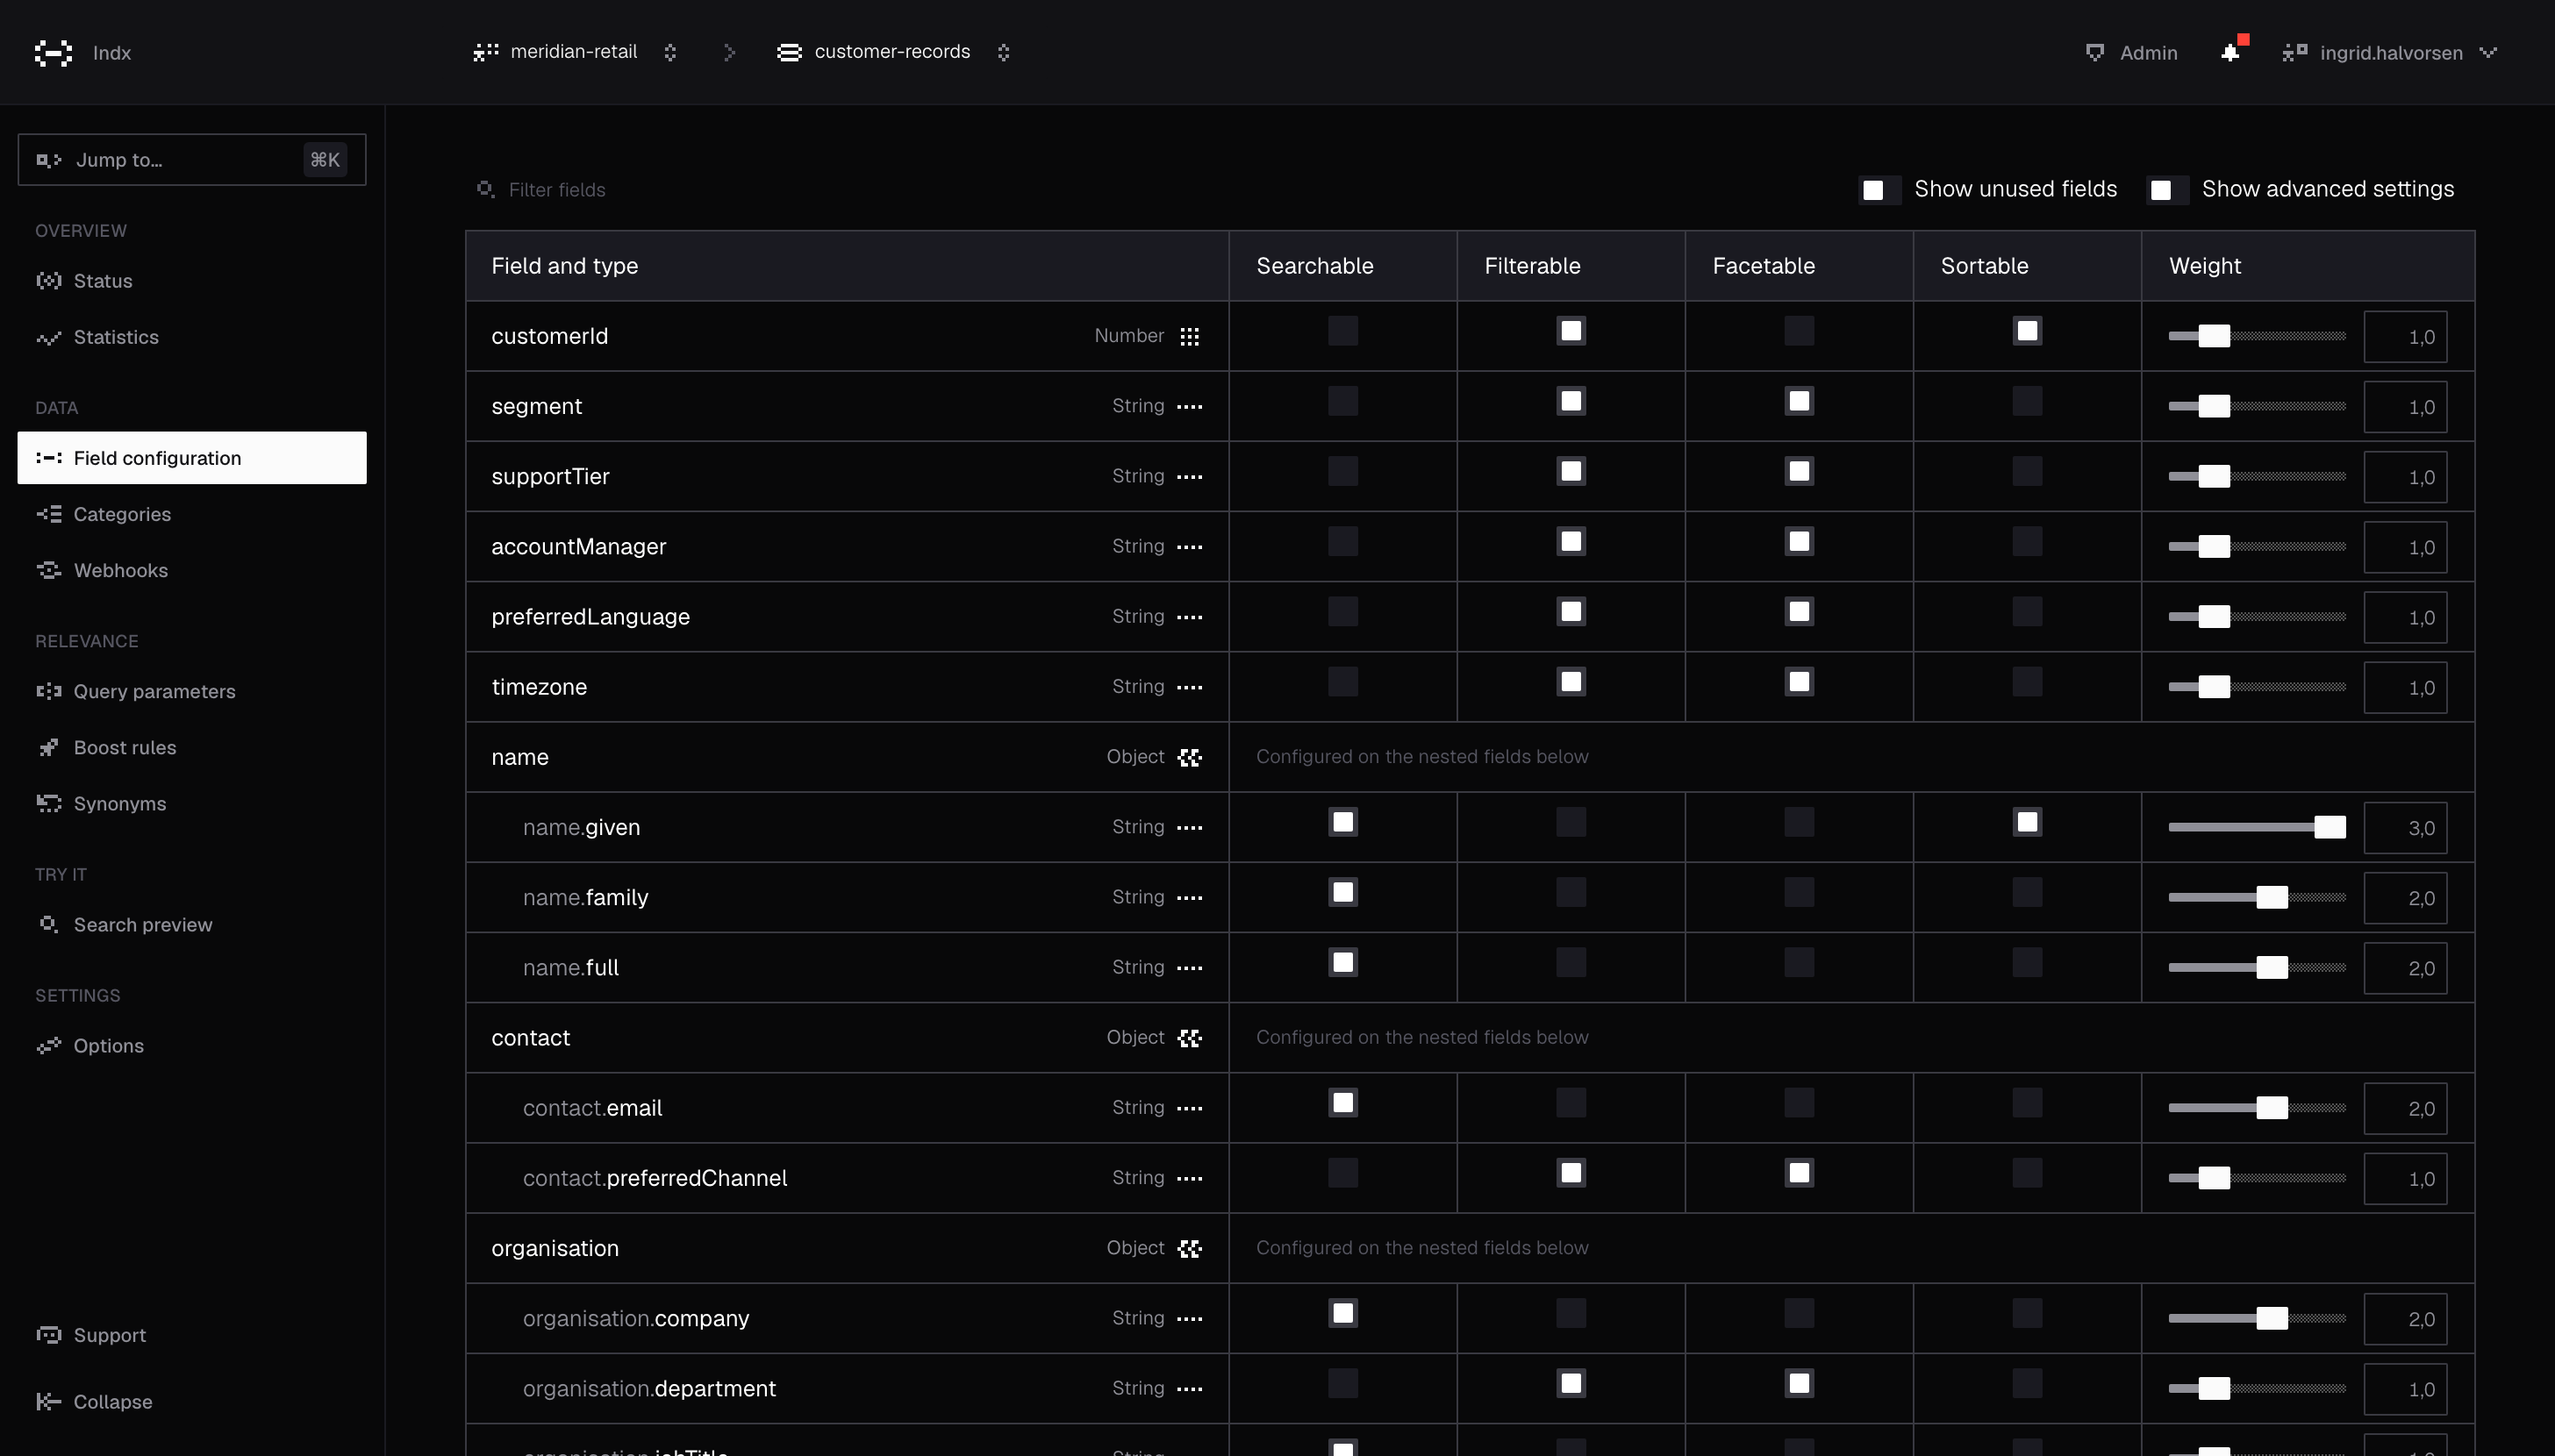 Indx
meridian-retail
customer-records
Admin
ingrid.halvorsen
Jump to...
⌘K
OVERVIEW
Status
Statistics
DATA
Field configuration
Categories
Webhooks
RELEVANCE
Query parameters
Boost rules
Synonyms
TRY IT
Search preview
SETTINGS
Options
Support
Collapse
Filter fields
Show unused fields
Show advanced settings
Field and type Searchable Filterable Facetable Sortable Weight
customerId Number 1,0
segment String 1,0
supportTier String 1,0
accountManager String 1,0
preferredLanguage String 1,0
timezone String 1,0
name Object Configured on the nested fields below
name.given String 3,0
name.family String 2,0
name.full String 2,0
contact Object Configured on the nested fields below
contact.email String 2,0
contact.preferredChannel String 1,0
organisation Object Configured on the nested fields below
organisation.company String 2,0
organisation.department String 1,0
organisation.jobTitle String 1,0